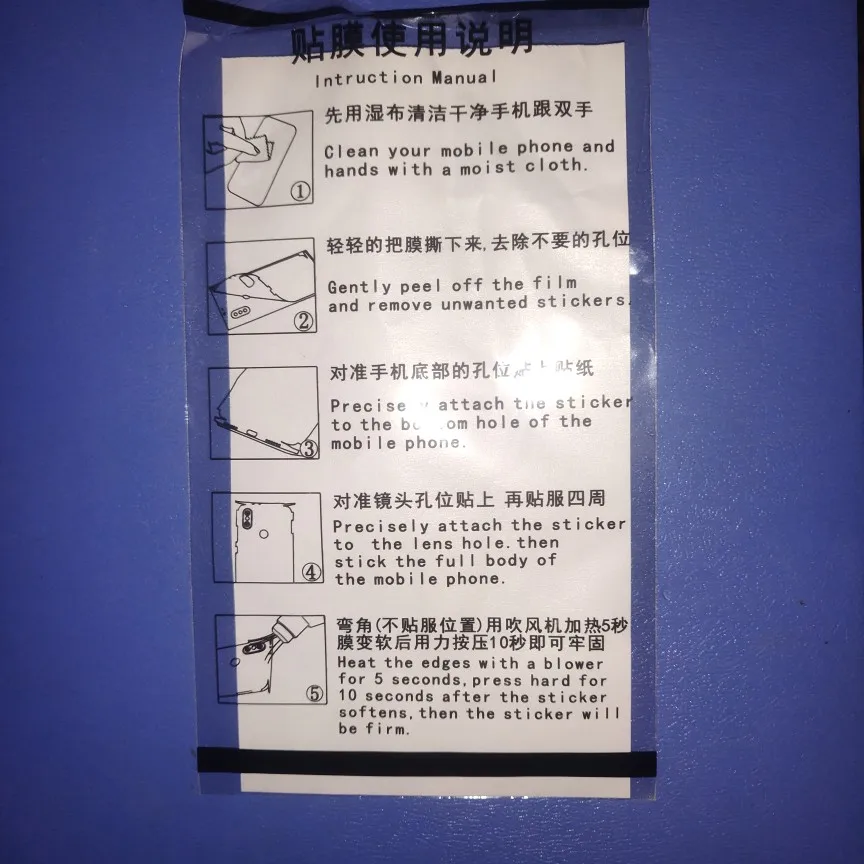 贴膜使用说明
Intruction Manual
先用湿布清洁干净手机跟双手
Clean your mobile phone and
hands with a moist cloth.
①
轻轻的把膜撕下来,去除不要的孔位
Gently peel off the film
and remove unwanted stickers.
②
对准手机底部的孔位 贴纸
attach the sticker
to the hole of the
mobile phone.
③
对准镜头孔位贴上 再贴服四周
Precisely attach the sticker
to the lens hole.then
stick the full body of
the mobile phone.
④
弯角(不贴服位置)用吹风机加热5秒
膜变软后用力按压10秒即可牢固
Heat the edges with a blower
for 5 seconds,press hard for
10 seconds after the sticker
softens,then the sticker will
be firm.
⑤